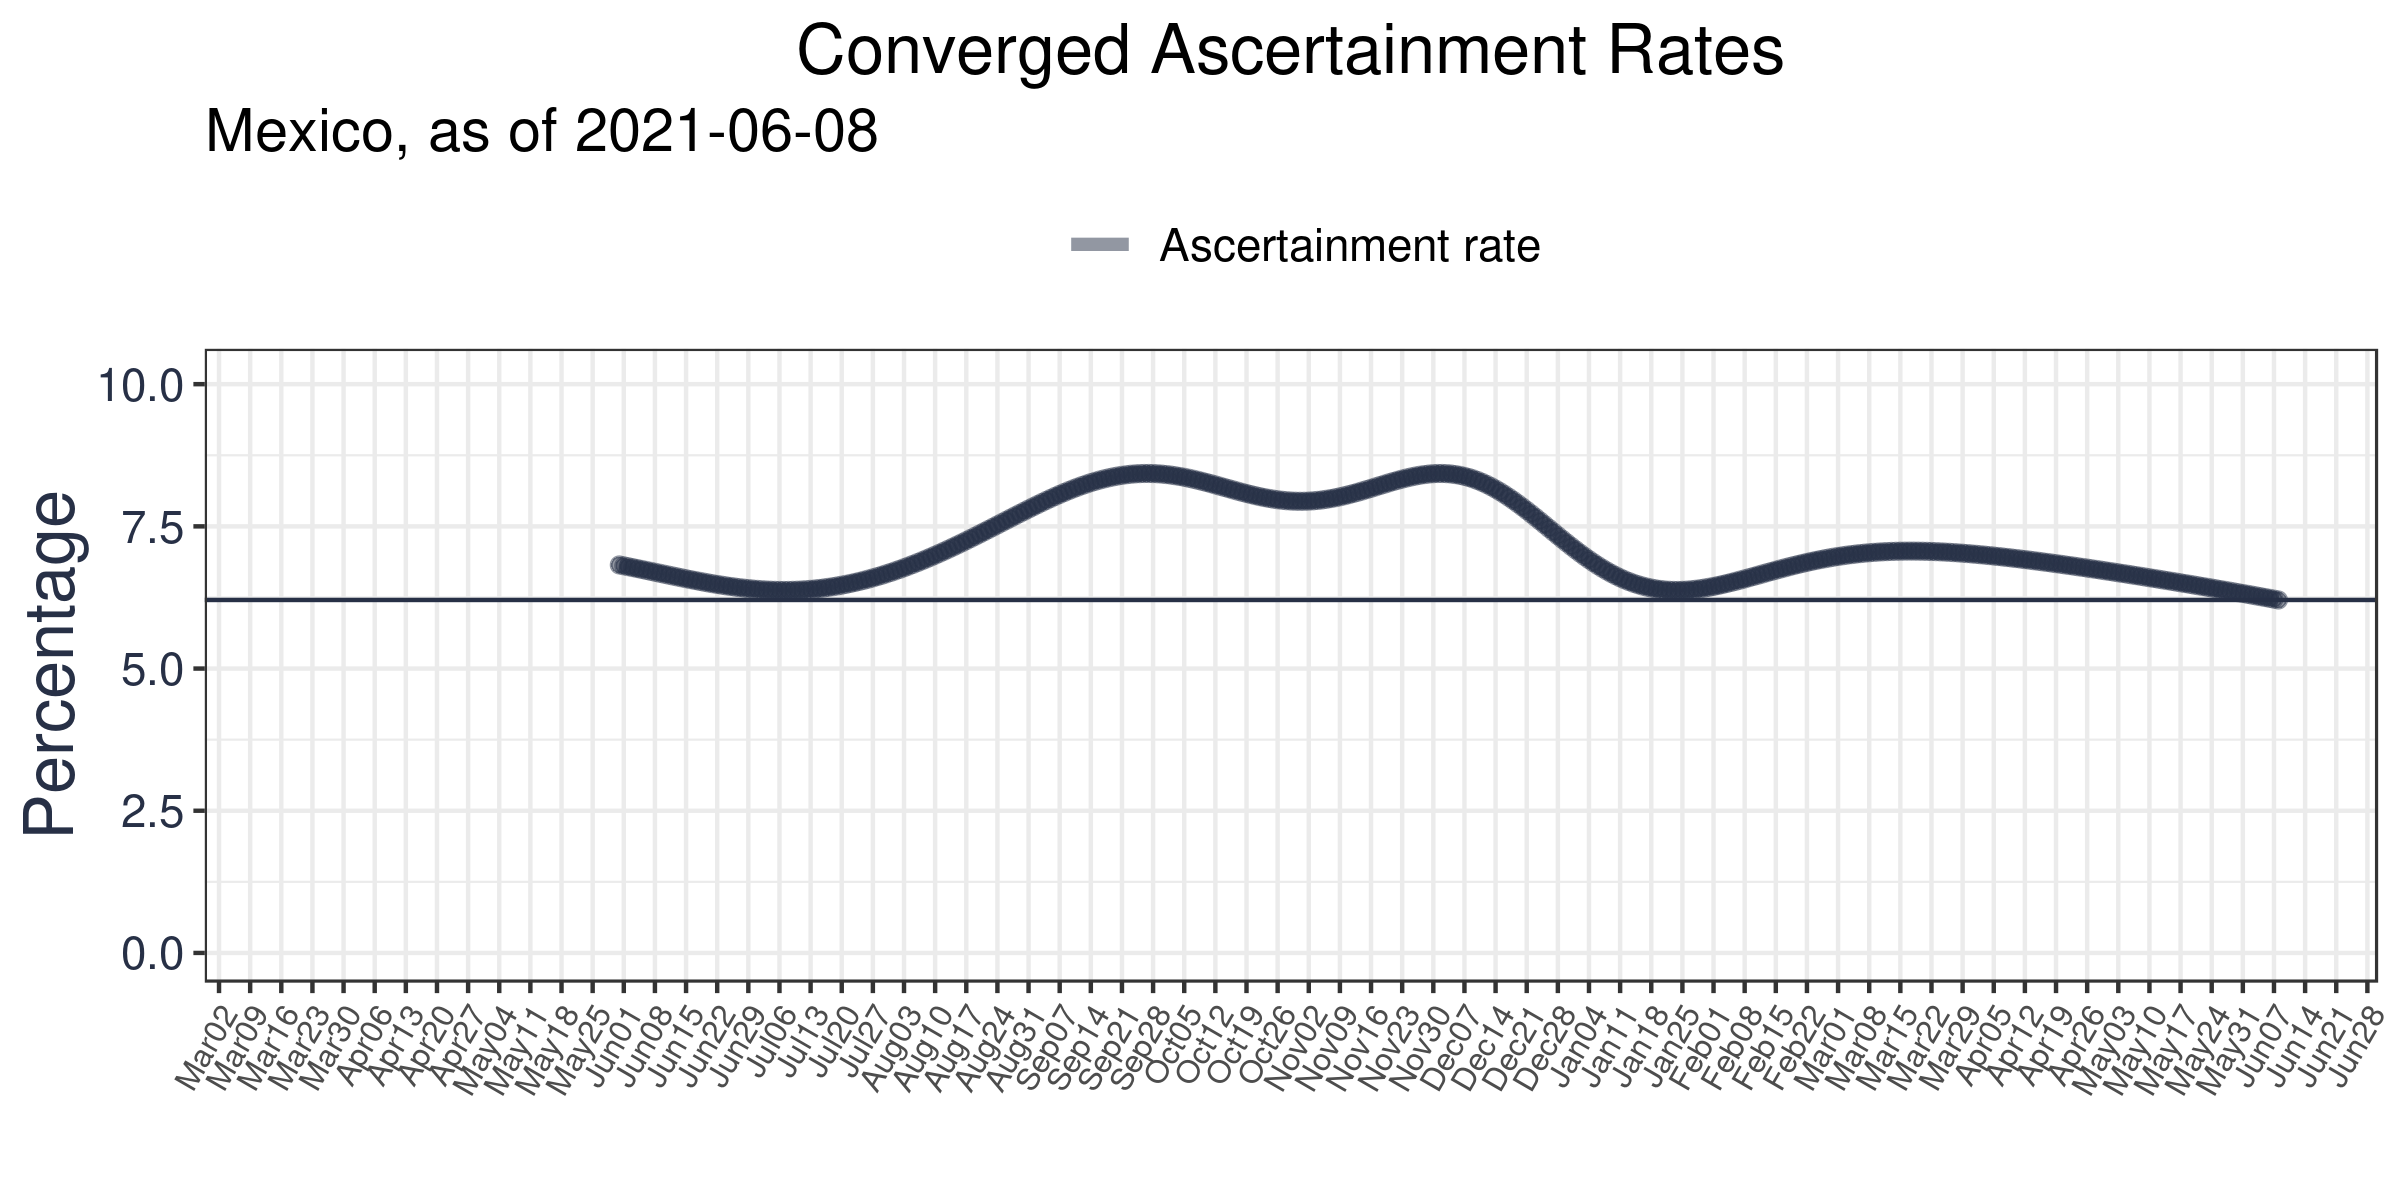 Converged Ascertainment Rates
Mexico, as of 2021-06-08
Ascertainment rate
Percentage
10.0
7.5
5.0
2.5
0.0
Mar02
Mar09
Mar16
Mar23
Mar30
Apr06
Apr13
Apr20
Apr27
May04
May11
May18
May25
Jun01
Jun08
Jun15
Jun22
Jun29
Jul06
Jul13
Jul20
Jul27
Aug03
Aug10
Aug17
Aug24
Aug31
Sep07
Sep14
Sep21
Sep28
Oct05
Oct12
Oct19
Oct26
Nov02
Nov09
Nov16
Nov23
Nov30
Dec07
Dec14
Dec21
Dec28
Jan04
Jan11
Jan18
Jan25
Feb01
Feb08
Feb15
Feb22
Mar01
Mar08
Mar15
Mar22
Mar29
Apr05
Apr12
Apr19
Apr26
May03
May10
May17
May24
May31
Jun07
Jun14
Jun21
Jun28